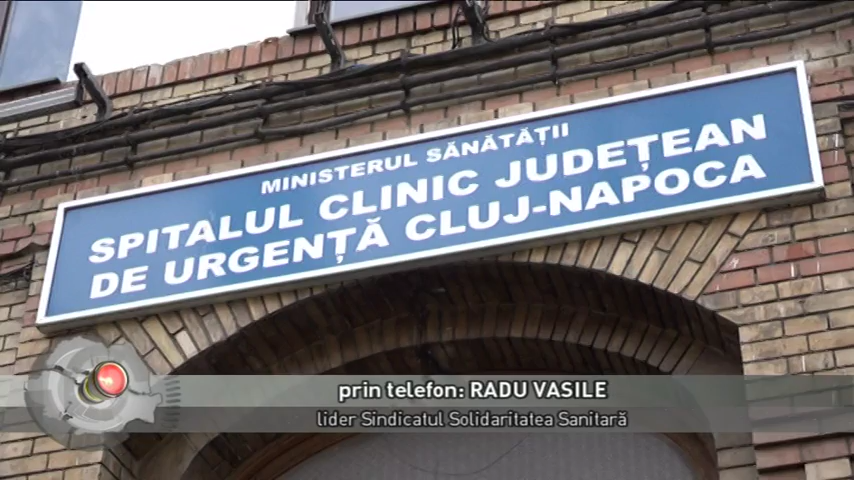 MINISTERUL SĂNĂTĂȚII
SPITALUL CLINIC JUDEȚEAN
DE URGENȚĂ CLUJ-NAPOCA
prin telefon: RADU VASILE
lider Sindicatul Solidaritatea Sanitară